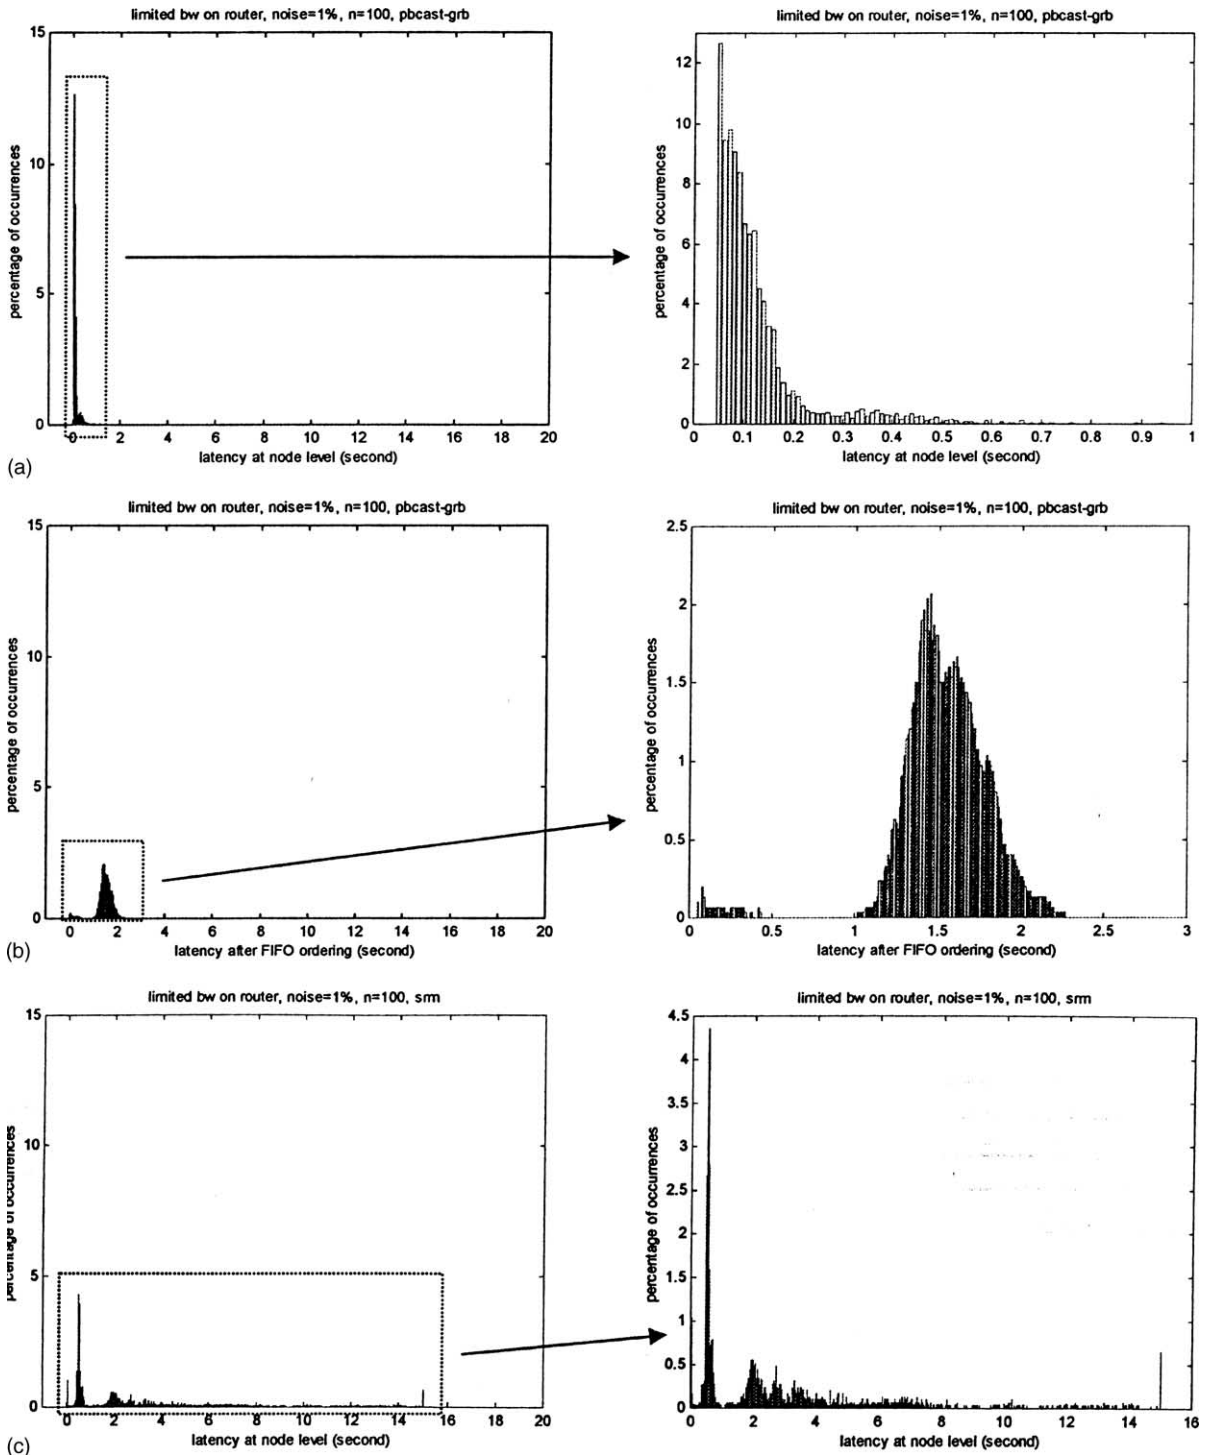 limited bw on router, noise=1%, n=100, pbcast-grb
15
10
5
0
percentage of occurrences
0 2 4 6 8 10 12 14 16 18 20
latency at node level (second)
(a)
limited bw on router, noise=1%, n=100, pbcast-grb
12
10
8
6
4
2
0
percentage of occurrences
0 0.1 0.2 0.3 0.4 0.5 0.6 0.7 0.8 0.9 1
latency at node level (second)
limited bw on router, noise=1%, n=100, pbcast-grb
15
10
5
0
percentage of occurrences
0 2 4 6 8 10 12 14 16 18 20
latency after FIFO ordering (second)
(b)
limited bw on router, noise=1%, n=100, pbcast-grb
2.5
2
1.5
1
0.5
0
percentage of occurrences
0 0.5 1 1.5 2 2.5 3
latency after FIFO ordering (second)
limited bw on router, noise=1%, n=100, srm
15
10
5
0
percentage of occurrences
0 2 4 6 8 10 12 14 16 18 20
latency at node level (second)
(c)
limited bw on router, noise=1%, n=100, srm
4.5
4
3.5
3
2.5
2
1.5
1
0.5
0
percentage of occurrences
0 2 4 6 8 10 12 14 16
latency at node level (second)